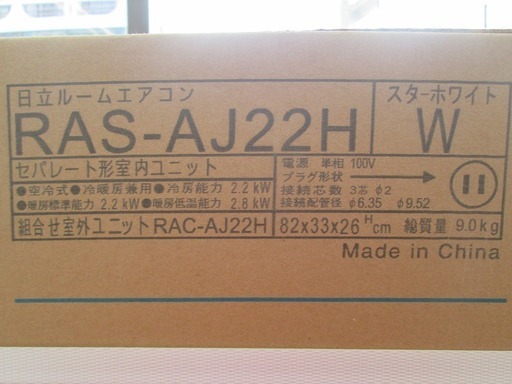 日立ルームエアコン
RAS-AJ22H
スターホワイト
W
セパレート形室内ユニット
●空冷式●冷暖房兼用●冷房能力 2.2 kW
●暖房標準能力 2.2 kW●暖房低温能力 2.8 kW
電源 単相 100V
プラグ形状
接続芯数 3芯 φ2
接続配管径 φ6.35 φ9.52
組合せ室外ユニットRAC-AJ22H
82x33x26ᴴcm 総質量 9.0kg
Made in China